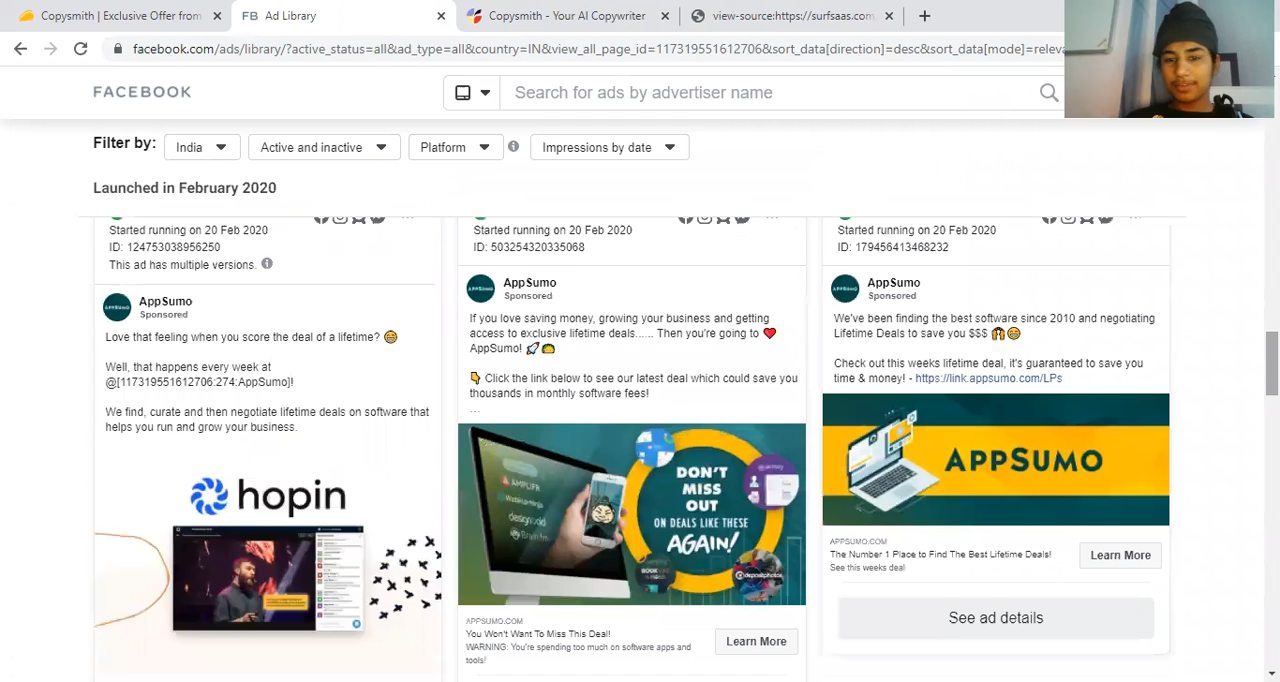 Copysmith | Exclusive Offer from
FB Ad Library
Copysmith - Your AI Copywriter
view-source:https://surfsaas.com.
facebook.com/ads/library/?active_status=all&ad_type=all&country=IN&view_all_page_id=117319551612706&sort_data[direction]=desc&sort_data[mode]=releva
FACEBOOK
Search for ads by advertiser name
Filter by:
India
Active and inactive
Platform
Impressions by date
Launched in February 2020
Started running on 20 Feb 2020
ID: 124753038956250
This ad has multiple versions.
AppSumo
Sponsored
Love that feeling when you score the deal of a lifetime? 😁
Well, that happens every week at
@[117319551612706:274:AppSumo]!
We find, curate and then negotiate lifetime deals on software that
helps you run and grow your business.
hopin
Started running on 20 Feb 2020
ID: 503254320335068
APPSUMO
AppSumo
Sponsored
If you love saving money, growing your business and getting
access to exclusive lifetime deals...... Then you're going to ❤️
AppSumo! 🚀🌮
👇 Click the link below to see our latest deal which could save you
thousands in monthly software fees!
...
AMPLIFR
designrold
Brain.fm
DON'T
MISS
OUT
ON DEALS LIKE THESE
AGAIN!
depositphotos
APPSUMO.COM
You Won't Want To Miss This Deal!
WARNING: You're spending too much on software apps and
tools!
Learn More
Started running on 20 Feb 2020
ID: 179456413468232
APPSUMO
AppSumo
Sponsored
We've been finding the best software since 2010 and negotiating
Lifetime Deals to save you $$$ 🙌😁
Check out this weeks lifetime deal, it's guaranteed to save you
time & money! - https://link.appsumo.com/LPs
APPSUMO
APPSUMO.COM
The Number 1 Place to Find The Best Lifetime Deals!
See this weeks deal
Learn More
See ad details